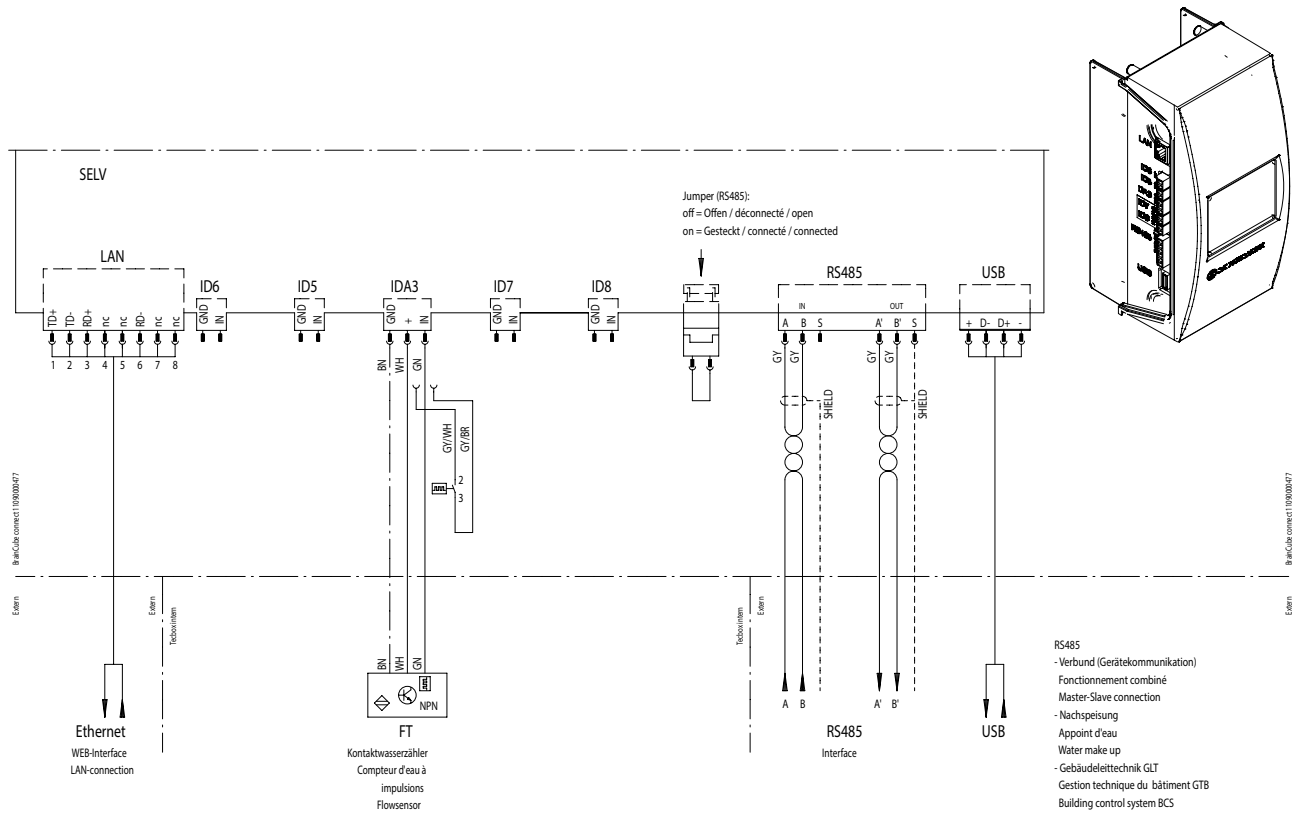 SELV
Jumper (RS485):
off = Offen / déconnecté / open
on = Gesteckt / connecté / connected
LAN
ID6
ID5
IDA3
ID7
ID8
RS485
USB
TD+ TD- RD+ nc nc RD- nc nc
GND IN
GND IN
GND + IN
GND IN
GND IN
IN OUT
A B S A' B' S
+ D- D+ -
1 2 3 4 5 6 7 8
BN WH GN
GY GY GY GY
SHIELD
SHIELD
GY/WH
GY/BR
2
3
BrainCube connect 11090000477
BrainCube connect 11090000477
Extern
Extern
Tecbox intern
Tecbox intern
Extern
Extern
BN WH GN
NPN
A B A' B'
Ethernet
WEB-Interface
LAN-connection
FT
Kontaktwasserzähler
Compteur d'eau à
impulsions
Flowsensor
RS485
Interface
USB
RS485
- Verbund (Gerätekommunikation)
Fonctionnement combiné
Master-Slave connection
- Nachspeisung
Appoint d'eau
Water make up
- Gebäudeleittechnik GLT
Gestion technique du bâtiment GTB
Building control system BCS
LAN
USB